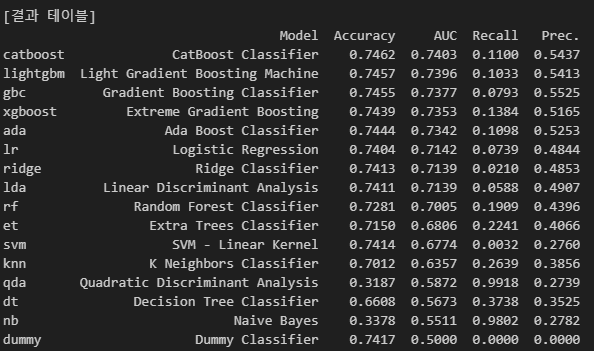 [결과 테이블]
Model Accuracy AUC Recall Prec.
catboost CatBoost Classifier 0.7462 0.7403 0.1100 0.5437
lightgbm Light Gradient Boosting Machine 0.7457 0.7396 0.1033 0.5413
gbc Gradient Boosting Classifier 0.7455 0.7377 0.0793 0.5525
xgboost Extreme Gradient Boosting 0.7439 0.7353 0.1384 0.5165
ada Ada Boost Classifier 0.7444 0.7342 0.1098 0.5253
lr Logistic Regression 0.7404 0.7142 0.0739 0.4844
ridge Ridge Classifier 0.7413 0.7139 0.0210 0.4853
lda Linear Discriminant Analysis 0.7411 0.7139 0.0588 0.4907
rf Random Forest Classifier 0.7281 0.7005 0.1909 0.4396
et Extra Trees Classifier 0.7150 0.6806 0.2241 0.4066
svm SVM - Linear Kernel 0.7414 0.6774 0.0032 0.2760
knn K Neighbors Classifier 0.7012 0.6357 0.2639 0.3856
qda Quadratic Discriminant Analysis 0.3187 0.5872 0.9918 0.2739
dt Decision Tree Classifier 0.6608 0.5673 0.3738 0.3525
nb Naive Bayes 0.3378 0.5511 0.9802 0.2782
dummy Dummy Classifier 0.7417 0.5000 0.0000 0.0000